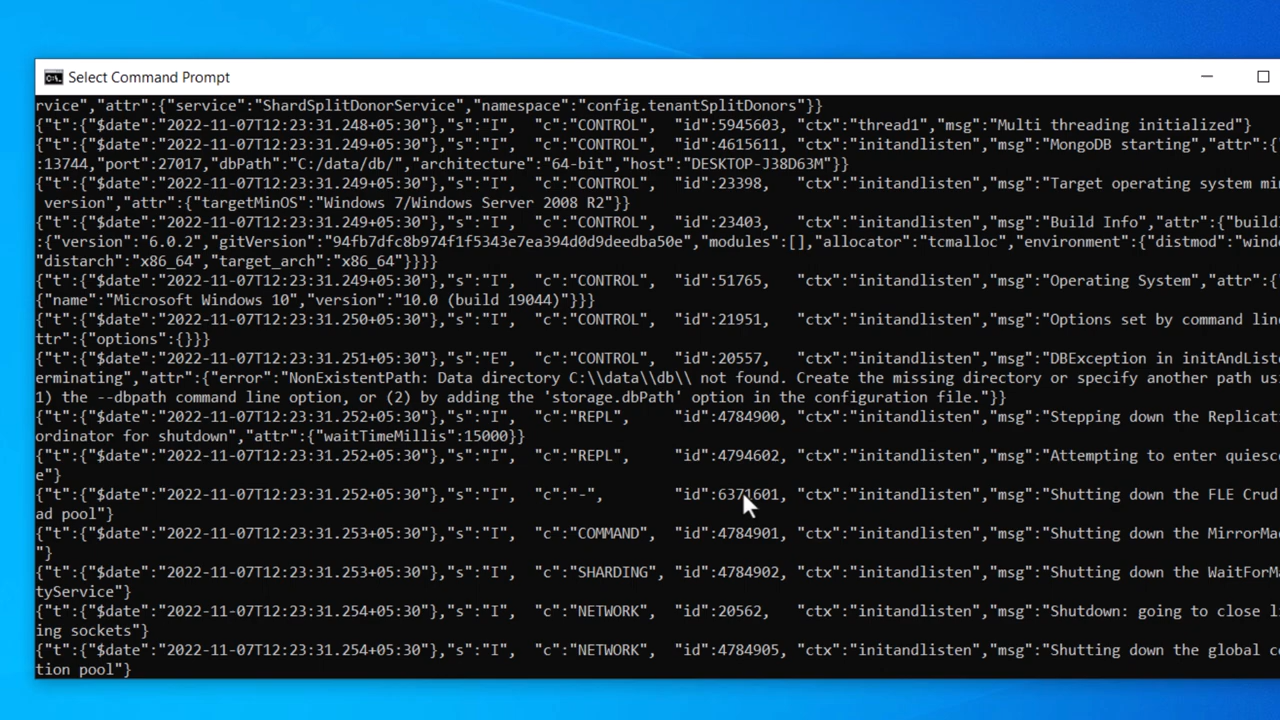 Select Command Prompt
rvice","attr":{"service":"ShardSplitDonorService","namespace":"config.tenantSplitDonors"}}
{"t":{"$date":"2022-11-07T12:23:31.248+05:30"},"s":"I", "c":"CONTROL", "id":5945603, "ctx":"thread1","msg":"Multi threading initialized"}
{"t":{"$date":"2022-11-07T12:23:31.249+05:30"},"s":"I", "c":"CONTROL", "id":4615611, "ctx":"initandlisten","msg":"MongoDB starting","attr":{
:13744,"port":27017,"dbPath":"C:/data/db/","architecture":"64-bit","host":"DESKTOP-J38D63M"}}
{"t":{"$date":"2022-11-07T12:23:31.249+05:30"},"s":"I", "c":"CONTROL", "id":23398, "ctx":"initandlisten","msg":"Target operating system min
version","attr":{"targetMinOS":"Windows 7/Windows Server 2008 R2"}}
{"t":{"$date":"2022-11-07T12:23:31.249+05:30"},"s":"I", "c":"CONTROL", "id":23403, "ctx":"initandlisten","msg":"Build Info","attr":{"build
:{"version":"6.0.2","gitVersion":"94fb7dfc8b974f1f5343e7ea394d0d9deedba50e","modules":[],"allocator":"tcmalloc","environment":{"distmod":"wind
"distarch":"x86_64","target_arch":"x86_64"}}}}
{"t":{"$date":"2022-11-07T12:23:31.249+05:30"},"s":"I", "c":"CONTROL", "id":51765, "ctx":"initandlisten","msg":"Operating System","attr":{
{"name":"Microsoft Windows 10","version":"10.0 (build 19044)"}}}
{"t":{"$date":"2022-11-07T12:23:31.250+05:30"},"s":"I", "c":"CONTROL", "id":21951, "ctx":"initandlisten","msg":"Options set by command lin
ttr":{"options":{}}}
{"t":{"$date":"2022-11-07T12:23:31.251+05:30"},"s":"E", "c":"CONTROL", "id":20557, "ctx":"initandlisten","msg":"DBException in initAndListe
erminating","attr":{"error":"NonExistentPath: Data directory C:\\data\\db\\ not found. Create the missing directory or specify another path us
1) the --dbpath command line option, or (2) by adding the 'storage.dbPath' option in the configuration file."}}
{"t":{"$date":"2022-11-07T12:23:31.252+05:30"},"s":"I", "c":"REPL", "id":4784900, "ctx":"initandlisten","msg":"Stepping down the Replicat
ordinator for shutdown","attr":{"waitTimeMillis":15000}}
{"t":{"$date":"2022-11-07T12:23:31.252+05:30"},"s":"I", "c":"REPL", "id":4794602, "ctx":"initandlisten","msg":"Attempting to enter quiesc
e"}
{"t":{"$date":"2022-11-07T12:23:31.252+05:30"},"s":"I", "c":"-", "id":6371601, "ctx":"initandlisten","msg":"Shutting down the FLE Crud
ad pool"}
{"t":{"$date":"2022-11-07T12:23:31.253+05:30"},"s":"I", "c":"COMMAND", "id":4784901, "ctx":"initandlisten","msg":"Shutting down the MirrorMa
"}
{"t":{"$date":"2022-11-07T12:23:31.253+05:30"},"s":"I", "c":"SHARDING", "id":4784902, "ctx":"initandlisten","msg":"Shutting down the WaitForMa
tyService"}
{"t":{"$date":"2022-11-07T12:23:31.254+05:30"},"s":"I", "c":"NETWORK", "id":20562, "ctx":"initandlisten","msg":"Shutdown: going to close li
ing sockets"}
{"t":{"$date":"2022-11-07T12:23:31.254+05:30"},"s":"I", "c":"NETWORK", "id":4784905, "ctx":"initandlisten","msg":"Shutting down the global c
tion pool"}